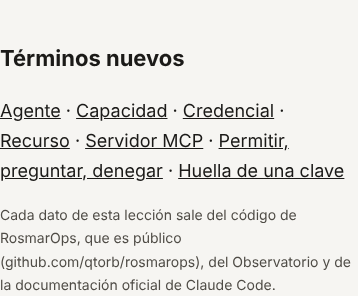 Términos nuevos
Agente · Capacidad · Credencial ·
Recurso · Servidor MCP · Permitir,
preguntar, denegar · Huella de una clave
Cada dato de esta lección sale del código de
RosmarOps, que es público
(github.com/qtorb/rosmarops), del Observatorio y de
la documentación oficial de Claude Code.